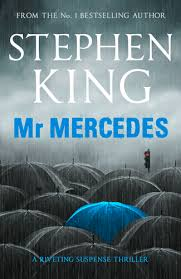 FROM THE No. 1 BESTSELLING AUTHOR
STEPHEN
KING
Mr MERCEDES
A RIVETING SUSPENSE THRILLER